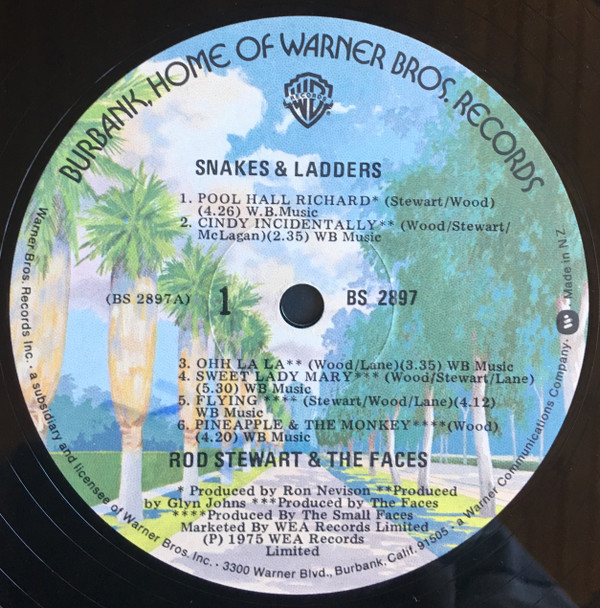 BURBANK, HOME OF WARNER BROS. RECORDS
WB RECORDS
SNAKES & LADDERS
1. POOL HALL RICHARD* (Stewart/Wood)
(4.26) W.B.Music
2. CINDY INCIDENTALLY** (Wood/Stewart/
McLagan)(2.35) WB Music
(BS 2897A) 1 BS 2897
3. OHH LA LA** (Wood/Lane)(3.35) WB Music
4. SWEET LADY MARY*** (Wood/Stewart/Lane)
(5.30) WB Music
5. FLYING **** (Stewart/Wood/Lane)(4.12)
WB Music
6. PINEAPPLE & THE MONKEY****(Wood)
(4.20) WB Music
ROD STEWART & THE FACES
* Produced by Ron Nevison **Produced
by Glyn Johns ***Produced by The Faces
****Produced By The Small Faces
Marketed By WEA Records Limited
(P) 1975 WEA Records
Limited
Warner Bros. Records Inc. • a subsidiary and licensee of Warner Bros. Inc. • 3300 Warner Blvd., Burbank, Calif. 91505 • a Warner Communications Company • Made in N.Z.